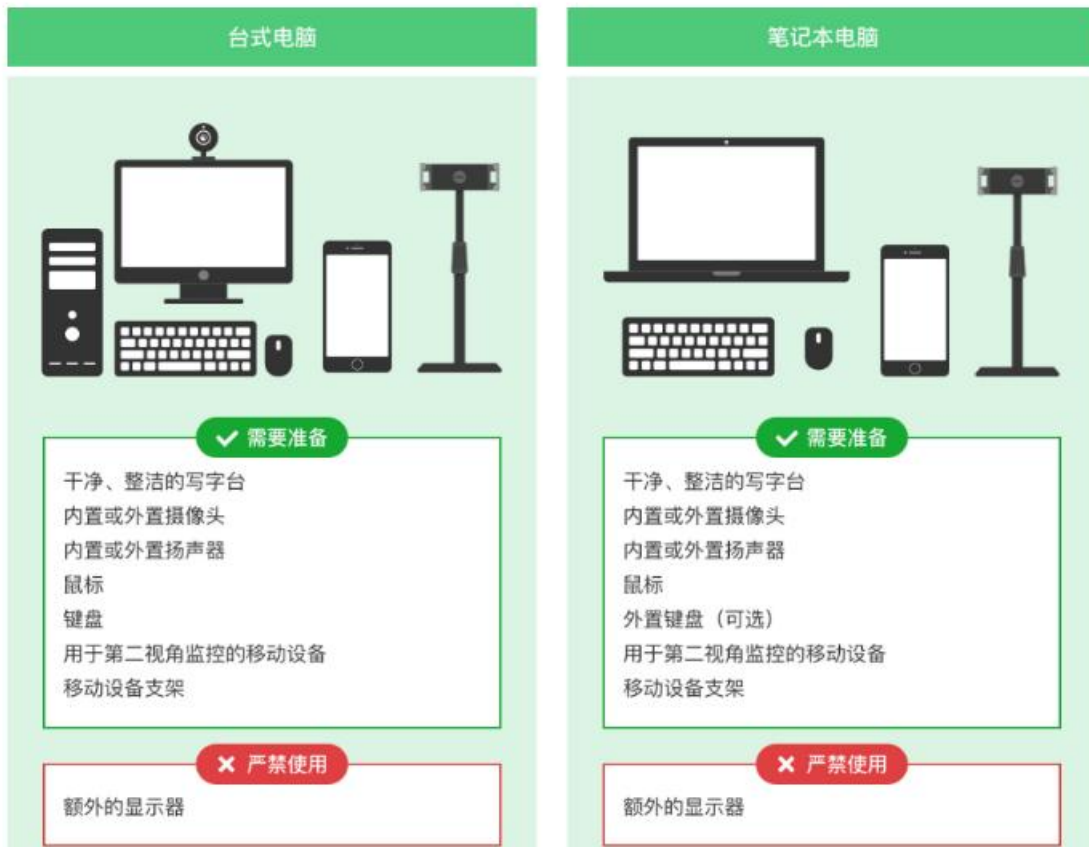 台式电脑
需要准备
干净、整洁的写字台
内置或外置摄像头
内置或外置扬声器
鼠标
键盘
用于第二视角监控的移动设备
移动设备支架
严禁使用
额外的显示器
笔记本电脑
需要准备
干净、整洁的写字台
内置或外置摄像头
内置或外置扬声器
鼠标
外置键盘（可选）
用于第二视角监控的移动设备
移动设备支架
严禁使用
额外的显示器